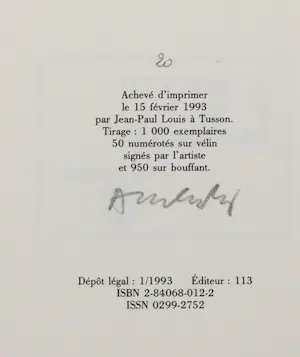 20
Achevé d'imprimer
le 15 février 1993
par Jean-Paul Louis à Tusson.
Tirage : 1 000 exemplaires
50 numérotés sur vélin
signés par l'artiste
et 950 sur bouffant.
Dépôt légal : 1/1993 Éditeur : 113
ISBN 2-84068-012-2
ISSN 0299-2752